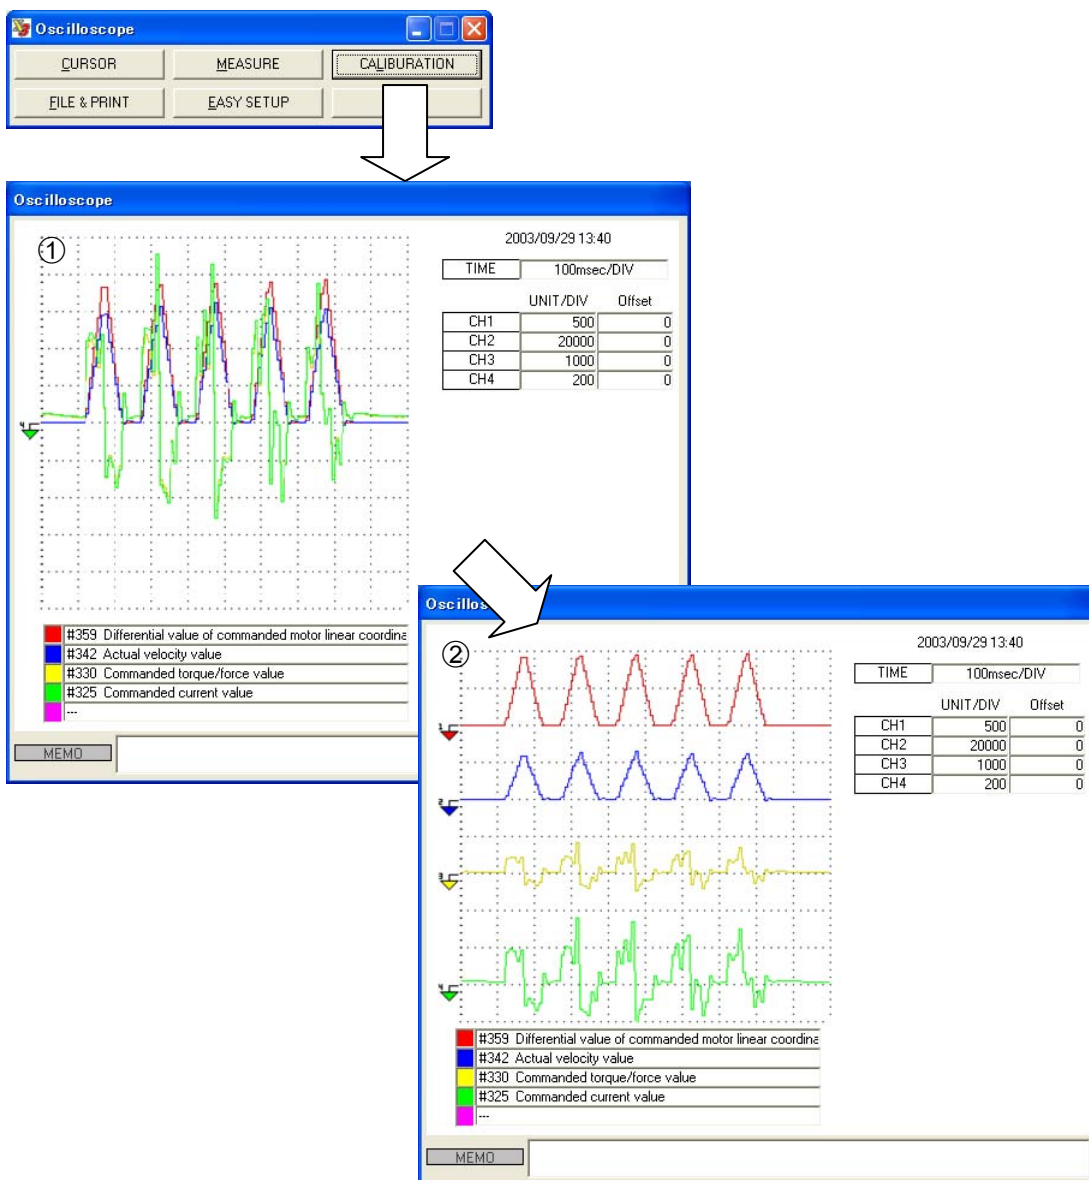 Oscilloscope
CURSOR MEASURE CALIBURATION
FILE & PRINT EASY SETUP
Oscilloscope
①
2003/09/29 13:40
TIME 100msec/DIV
UNIT/DIV Offset
CH1 500 0
CH2 20000 0
CH3 1000 0
CH4 200 0
4
#359 Differential value of commanded motor linear coordina
#342 Actual velocity value
#330 Commanded torque/force value
#325 Commanded current value
---
MEMO
Oscillos
②
2003/09/29 13:40
TIME 100msec/DIV
UNIT/DIV Offset
CH1 500 0
CH2 20000 0
CH3 1000 0
CH4 200 0
1
2
3
4
#359 Differential value of commanded motor linear coordina
#342 Actual velocity value
#330 Commanded torque/force value
#325 Commanded current value
---
MEMO